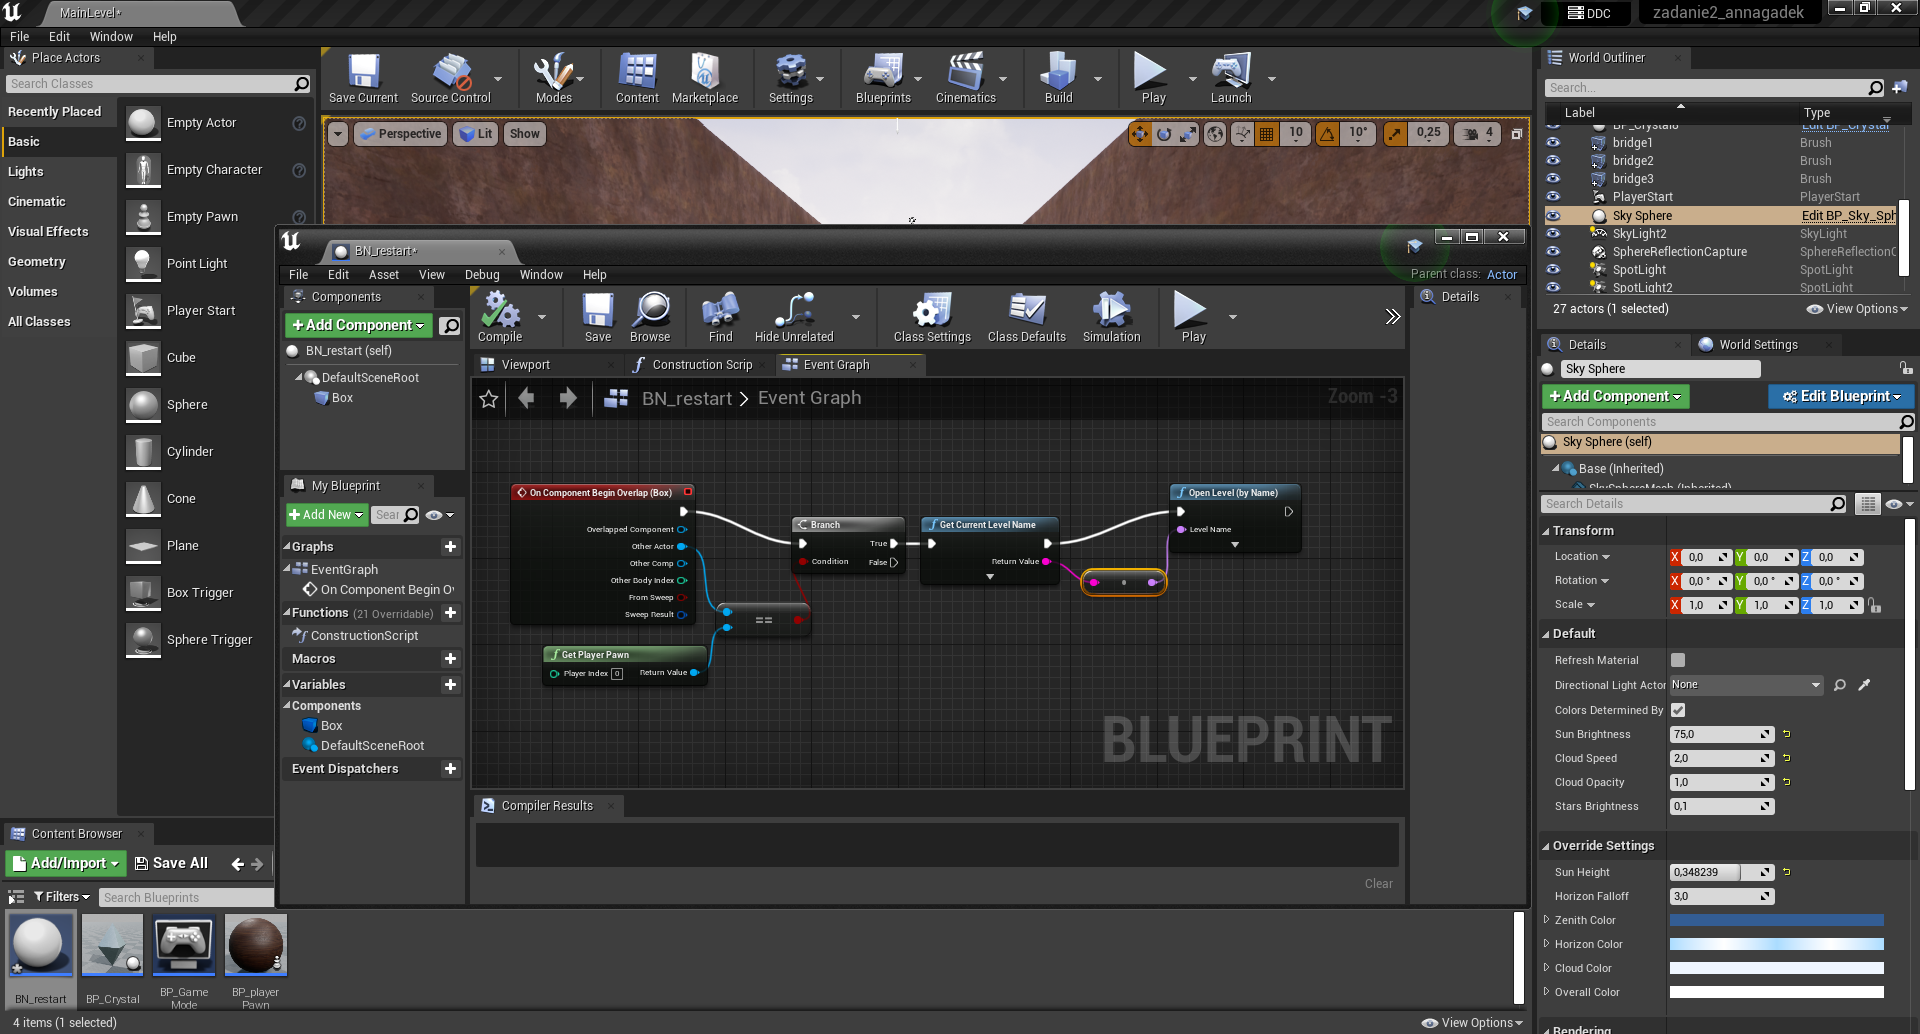 MainLevel*
DDC
zadanie2_annagadek
File Edit Window Help
Place Actors
Search Classes
Recently Placed
Basic
Lights
Cinematic
Visual Effects
Geometry
Volumes
All Classes
Empty Actor
Empty Character
Empty Pawn
Point Light
Player Start
Cube
Sphere
Cylinder
Cone
Plane
Box Trigger
Sphere Trigger
Save Current
Source Control
Modes
Content
Marketplace
Settings
Blueprints
Cinematics
Build
Play
Launch
Perspective
Lit
Show
10
10°
0,25
4
BN_restart*
File Edit Asset View Debug Window Help
Parent class: Actor
Components
+Add Component
BN_restart (self)
DefaultSceneRoot
Box
My Blueprint
+Add New
Sear
Graphs
EventGraph
On Component Begin O
Functions (21 Overridable)
ConstructionScript
Macros
Variables
Components
Box
DefaultSceneRoot
Event Dispatchers
Compile
Save
Browse
Find
Hide Unrelated
Class Settings
Class Defaults
Simulation
Play
Details
Viewport
Construction Scrip
Event Graph
BN_restart > Event Graph
Zoom -3
On Component Begin Overlap (Box)
Overlapped Component
Other Actor
Other Comp
Other Body Index
From Sweep
Sweep Result
Get Player Pawn
Player Index 0
Return Value
==
Branch
True
Condition
False
Get Current Level Name
Return Value
Open Level (by Name)
Level Name
BLUEPRINT
Compiler Results
Clear
World Outliner
Search...
Label Type
BP_Crystal6 Edit BP_Crystal
bridge1 Brush
bridge2 Brush
bridge3 Brush
PlayerStart PlayerStart
Sky Sphere Edit BP_Sky_Sph
SkyLight2 SkyLight
SphereReflectionCapture SphereReflectionC
SpotLight SpotLight
SpotLight2 SpotLight
27 actors (1 selected)
View Options
Details
World Settings
Sky Sphere
+Add Component
Edit Blueprint
Search Components
Sky Sphere (self)
Base (Inherited)
SkySphereMesh (Inherited)
Search Details
Transform
Location X 0,0 Y 0,0 Z 0,0
Rotation X 0,0 ° Y 0,0 ° Z 0,0 °
Scale X 1,0 Y 1,0 Z 1,0
Default
Refresh Material
Directional Light Actor None
Colors Determined By
Sun Brightness 75,0
Cloud Speed 2,0
Cloud Opacity 1,0
Stars Brightness 0,1
Override Settings
Sun Height 0,348239
Horizon Falloff 3,0
Zenith Color
Horizon Color
Cloud Color
Overall Color
Rendering
Content Browser
Add/Import
Save All
Filters
Search Blueprints
BN_restart
BP_Crystal
BP_Game
Mode
BP_player
Pawn
4 items (1 selected)
View Options